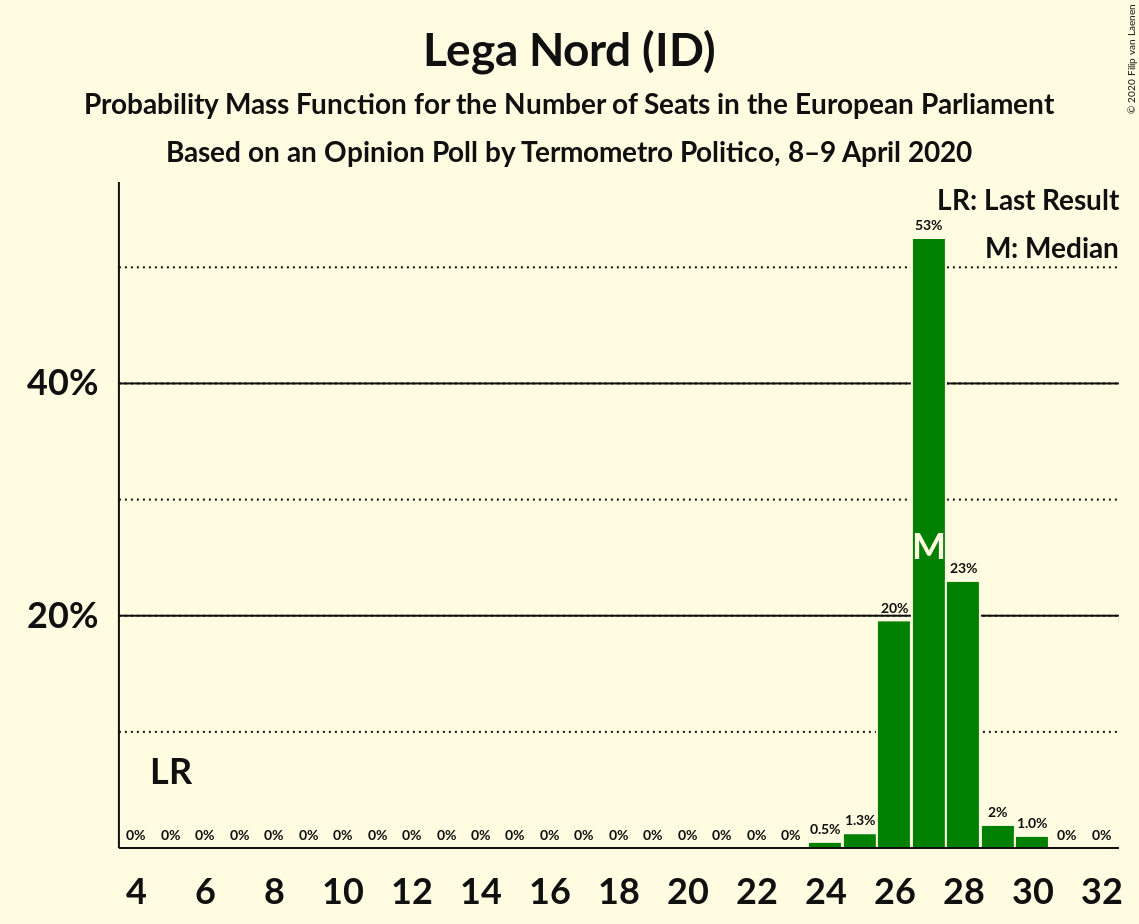 © 2020 Filip van Laenen
Lega Nord (ID)
Probability Mass Function for the Number of Seats in the European Parliament
Based on an Opinion Poll by Termometro Politico, 8–9 April 2020
LR: Last Result
M: Median
53%
40%
M
23%
20%
20%
LR
0% 0% 0% 0% 0% 0% 0% 0% 0% 0% 0% 0% 0% 0% 0% 0% 0% 0% 0% 0% 0.5% 1.3% 2% 1.0% 0% 0%
4 6 8 10 12 14 16 18 20 22 24 26 28 30 32